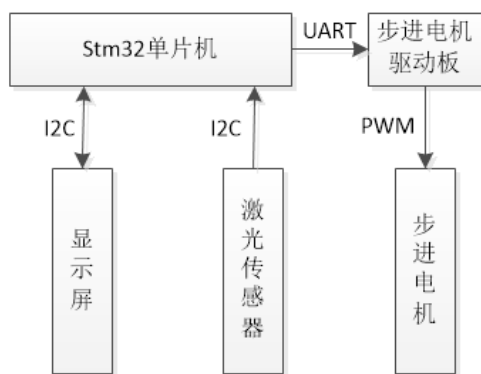 Stm32单片机
UART
步进电机
驱动板
I2C
I2C
PWM
显示屏
激光传感器
步进电机